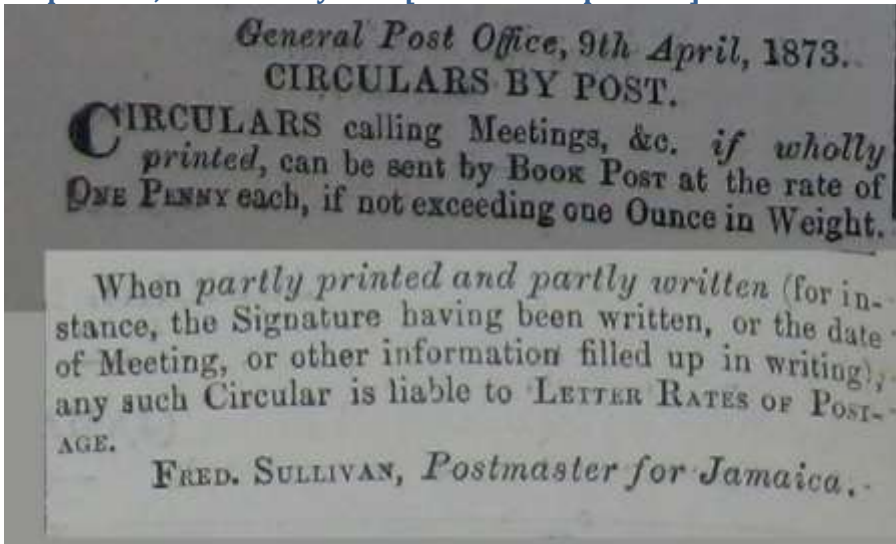 General Post Office, 9th April, 1873.
CIRCULARS BY POST.
CIRCULARS calling Meetings, &c. if wholly
printed, can be sent by BOOK POST at the rate of
ONE PENNY each, if not exceeding one Ounce in Weight.
When partly printed and partly written (for in-
stance, the Signature having been written, or the date
of Meeting, or other information filled up in writing),
any such Circular is liable to LETTER RATES OF POST-
AGE.
FRED. SULLIVAN, Postmaster for Jamaica.